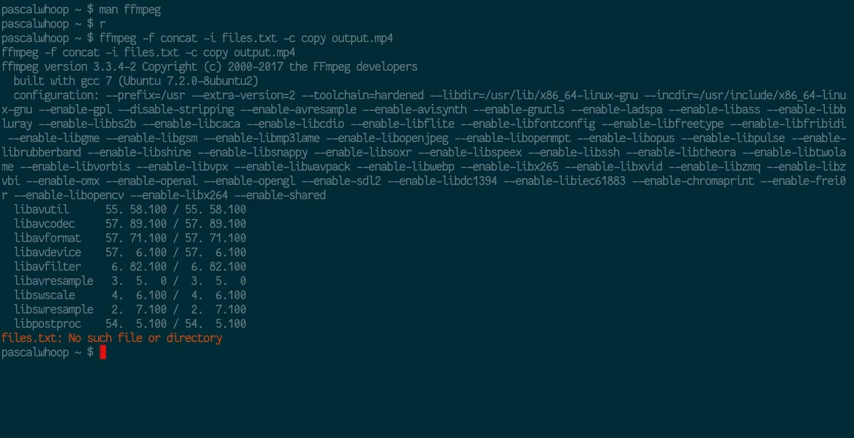 pascalwhoop ~ $ man ffmpeg
pascalwhoop ~ $ r
pascalwhoop ~ $ ffmpeg -f concat -i files.txt -c copy output.mp4
ffmpeg -f concat -i files.txt -c copy output.mp4
ffmpeg version 3.3.4-2 Copyright (c) 2000-2017 the FFmpeg developers
  built with gcc 7 (Ubuntu 7.2.0-8ubuntu2)
  configuration: --prefix=/usr --extra-version=2 --toolchain=hardened --libdir=/usr/lib/x86_64-linux-gnu --incdir=/usr/include/x86_64-linu
x-gnu --enable-gpl --disable-stripping --enable-avresample --enable-avisynth --enable-gnutls --enable-ladspa --enable-libass --enable-libb
luray --enable-libbs2b --enable-libcaca --enable-libcdio --enable-libflite --enable-libfontconfig --enable-libfreetype --enable-libfribidi
 --enable-libgme --enable-libgsm --enable-libmp3lame --enable-libopenjpeg --enable-libopenmpt --enable-libopus --enable-libpulse --enable-
librubberband --enable-libshine --enable-libsnappy --enable-libsoxr --enable-libspeex --enable-libssh --enable-libtheora --enable-libtwola
me --enable-libvorbis --enable-libvpx --enable-libwavpack --enable-libwebp --enable-libx265 --enable-libxvid --enable-libzmq --enable-libz
vbi --enable-omx --enable-openal --enable-opengl --enable-sdl2 --enable-libdc1394 --enable-libiec61883 --enable-chromaprint --enable-frei0
r --enable-libopencv --enable-libx264 --enable-shared
  libavutil      55. 58.100 / 55. 58.100
  libavcodec     57. 89.100 / 57. 89.100
  libavformat    57. 71.100 / 57. 71.100
  libavdevice    57.  6.100 / 57.  6.100
  libavfilter     6. 82.100 /  6. 82.100
  libavresample   3.  5.  0 /  3.  5.  0
  libswscale      4.  6.100 /  4.  6.100
  libswresample   2.  7.100 /  2.  7.100
  libpostproc    54.  5.100 / 54.  5.100
files.txt: No such file or directory
pascalwhoop ~ $